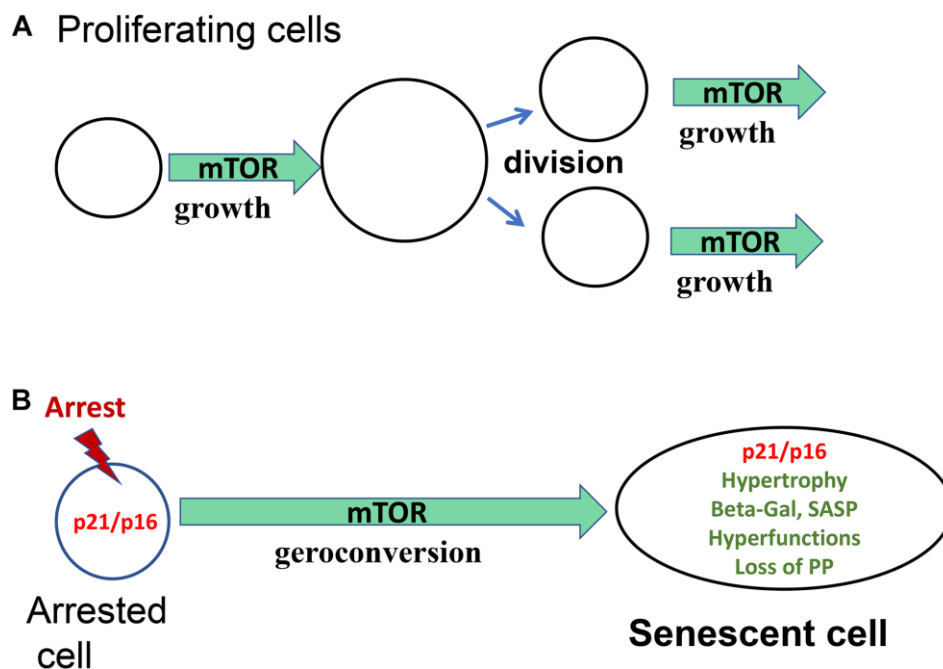 A Proliferating cells
mTOR
growth
division
mTOR
growth
mTOR
growth
B
Arrest
p21/p16
Arrested
cell
mTOR
geroconversion
p21/p16
Hypertrophy
Beta-Gal, SASP
Hyperfunctions
Loss of PP
Senescent cell